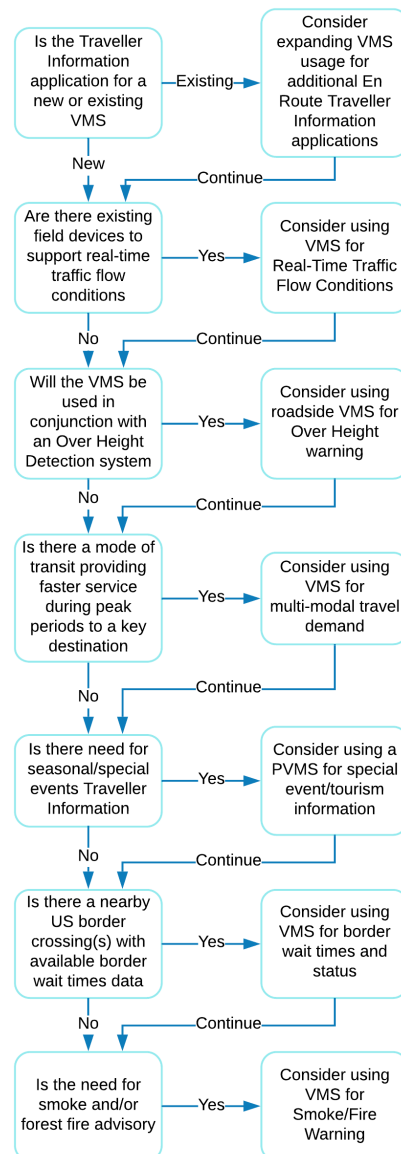 Is the Traveller
Information
application for a
new or existing
VMS
Existing
Consider
expanding VMS
usage for
additional En
Route Traveller
Information
applications
New
Continue
Are there existing
field devices to
support real-time
traffic flow
conditions
Yes
Consider using
VMS for
Real-Time Traffic
Flow Conditions
No
Continue
Will the VMS be
used in
conjunction with
an Over Height
Detection system
Yes
Consider using
roadside VMS for
Over Height
warning
No
Continue
Is there a mode of
transit providing
faster service
during peak
periods to a key
destination
Yes
Consider using
VMS for
multi-modal travel
demand
No
Continue
Is there need for
seasonal/special
events Traveller
Information
Yes
Consider using a
PVMS for special
event/tourism
information
No
Continue
Is there a nearby
US border
crossing(s) with
available border
wait times data
Yes
Consider using
VMS for border
wait times and
status
No
Continue
Is the need for
smoke and/or
forest fire advisory
Yes
Consider using
VMS for
Smoke/Fire
Warning